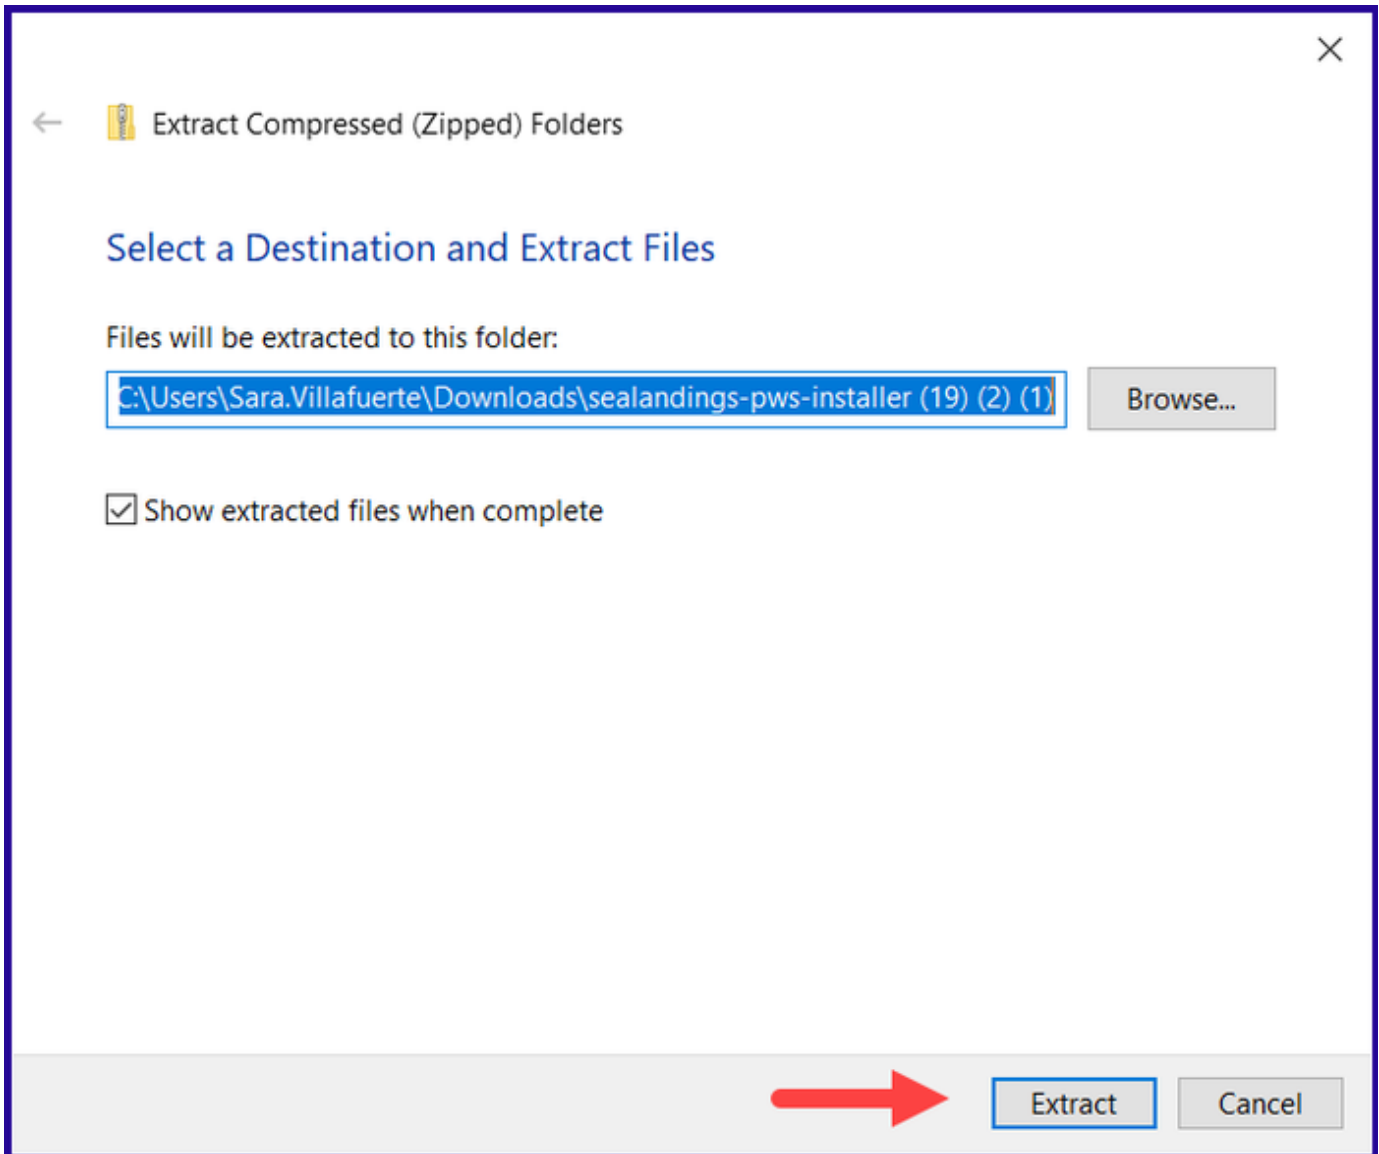 Extract Compressed (Zipped) Folders
Select a Destination and Extract Files
Files will be extracted to this folder:
C:\Users\Sara.Villafuerte\Downloads\sealandings-pws-installer (19) (2) (1)
Browse...
Show extracted files when complete
Extract
Cancel